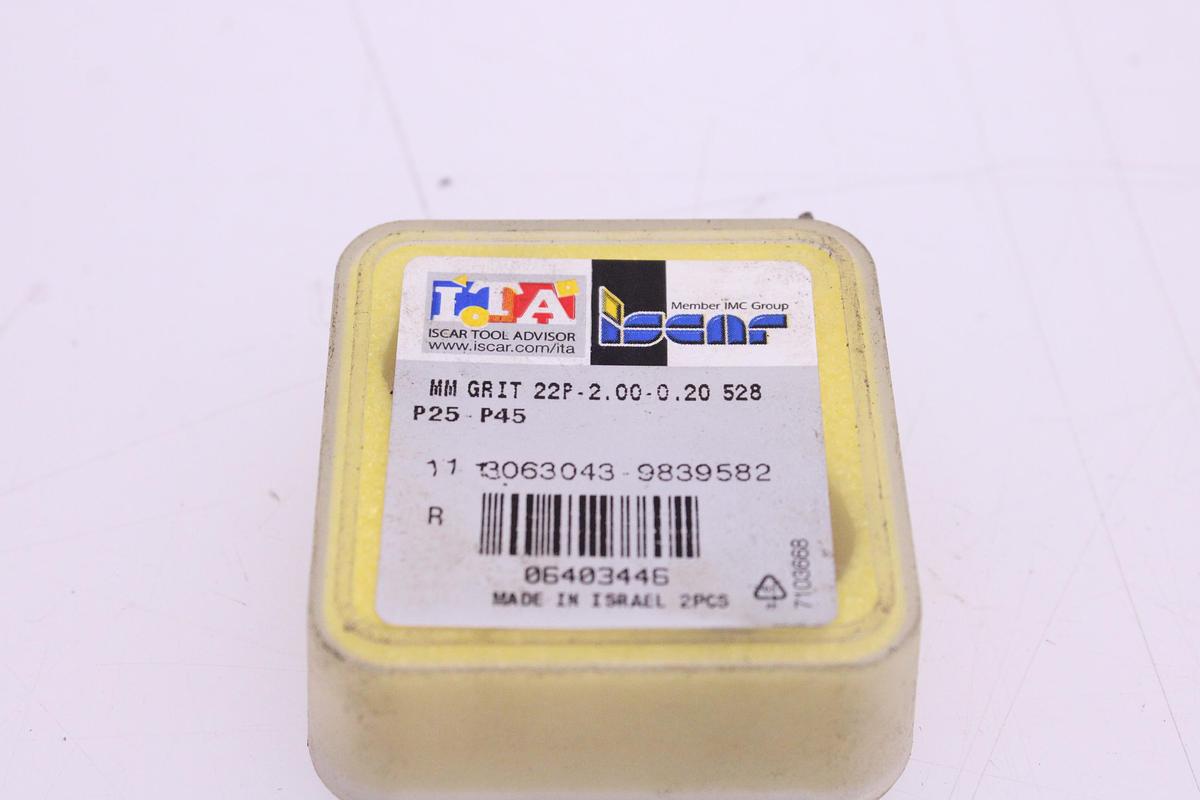 ITA
ISCAR TOOL ADVISOR
www.iscar.com/ita
Member IMC Group
iscar
MM GRIT 22P-2.00-0.20 528
P25-P45
11 3063043-9839582
R
06403446
MADE IN ISRAEL 2PCS
7103668